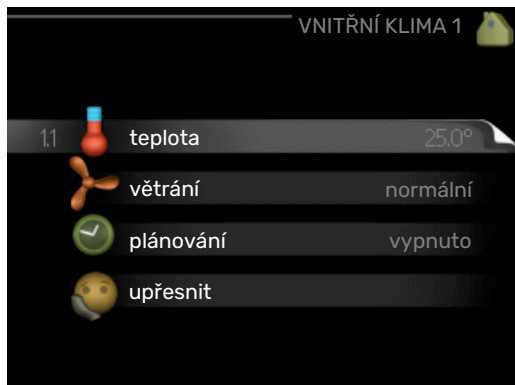 VNITŘNÍ KLIMA 1
1.1 teplota 25.0°
větrání normální
plánování vypnuto
upřesnit